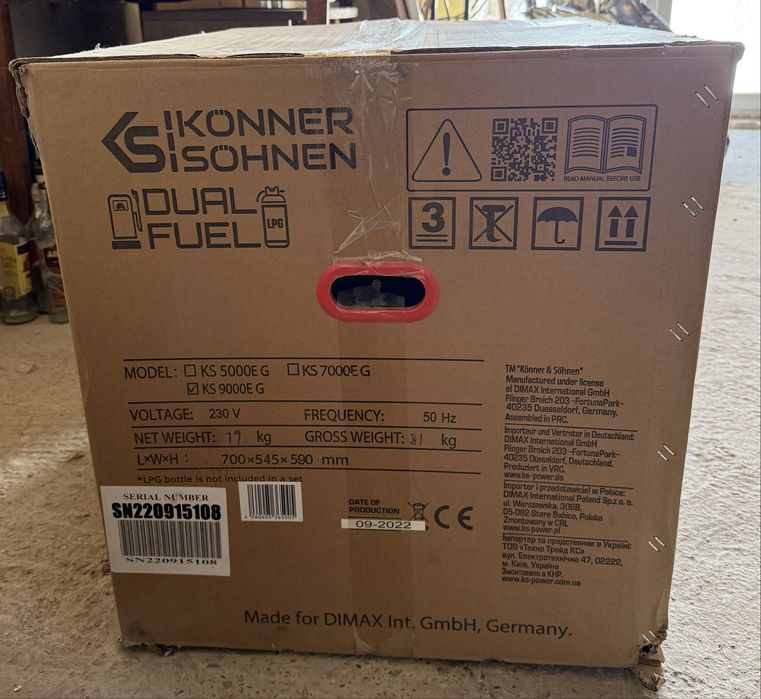 KS KÖNNER
SÖHNEN
DUAL
FUEL
LPG
READ MANUAL BEFORE USE
3
MODEL: KS 5000E G KS 7000E G
KS 9000E G
VOLTAGE: 230 V FREQUENCY: 50 Hz
NET WEIGHT: 79 kg GROSS WEIGHT: 81 kg
L×W×H : 700×545×590 mm
*LPG bottle is not included in a set
SERIAL NUMBER
SN220915108
SN220915108
4260405365005
DATE OF
PRODUCTION
09-2022
CE
TM "Könner & Söhnen"
Manufactured under license
of DIMAX International GmbH
Flinger Broich 203 -FortunaPark-
40235 Duesseldorf, Germany.
Assembled in PRC.
Importeur und Vertreter in Deutschland:
DIMAX International GmbH
Flinger Broich 203 -FortunaPark-
40235 Düsseldorf, Deutschland.
Produziert in VRC.
www.ks-power.de
Importer i przedstawiciel w Polsce:
DIMAX International Poland Sp.z o.o.
ul. Warszawska, 306B,
05-082 Stare Babice, Polska
Zmontowany w CRL
www.ks-power.pl
Імпортер та представник в Україні:
ТОВ «Техно Трейд КС»
вул. Електротехнічна 47, 02222,
м. Київ, Україна
Змонтовано в КНР.
www.ks-power.com.ua
Made for DIMAX Int. GmbH, Germany.